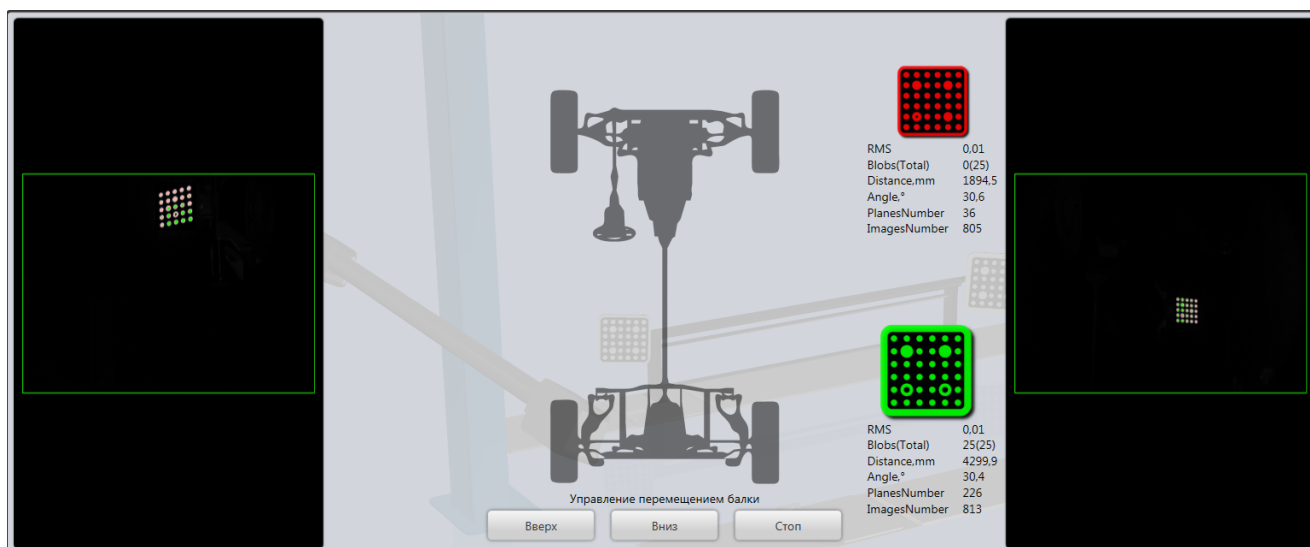 RMS 0,01
Blobs(Total) 0(25)
Distance,mm 1894,5
Angle,° 30,6
PlanesNumber 36
ImagesNumber 805
RMS 0,01
Blobs(Total) 25(25)
Distance,mm 4299,9
Angle,° 30,4
PlanesNumber 226
ImagesNumber 813
Управление перемещением балки
Вверх Вниз Стоп